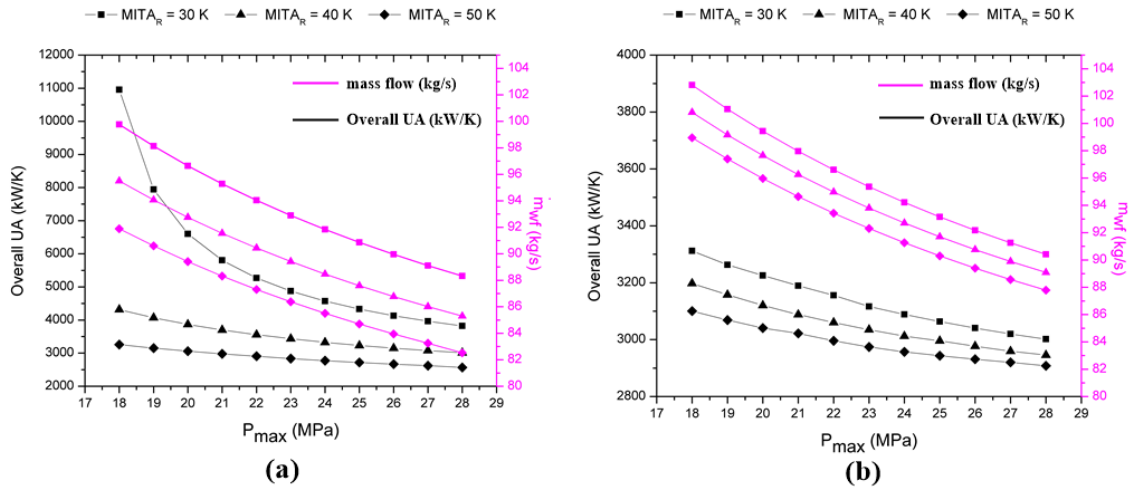 MITA_R = 30 K MITA_R = 40 K MITA_R = 50 K
12000
11000
10000
9000
8000
7000
6000
5000
4000
3000
2000
Overall UA (kW/K)
mass flow (kg/s)
Overall UA (kW/K)
104
102
100
98
96
94
92
90
88
86
84
82
80
ṁ_wf (kg/s)
17 18 19 20 21 22 23 24 25 26 27 28 29
P_max (MPa)
(a)
MITA_R = 30 K MITA_R = 40 K MITA_R = 50 K
4000
3800
3600
3400
3200
3000
2800
Overall UA (kW/K)
mass flow (kg/s)
Overall UA (kW/K)
104
102
100
98
96
94
92
90
88
86
84
82
80
ṁ_wf (kg/s)
17 18 19 20 21 22 23 24 25 26 27 28 29
P_max (MPa)
(b)